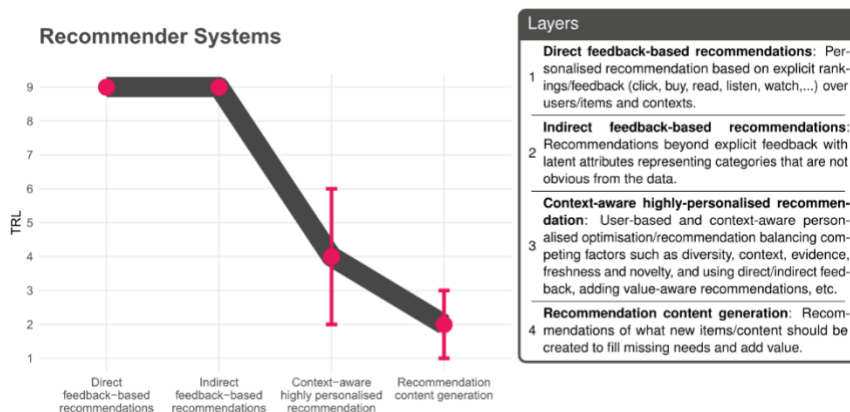 Recommender Systems
9
8
7
6
5
4
3
2
1
TRL
Direct
feedback−based
recommendations
Indirect
feedback−based
recommendations
Context−aware
highly personalised
recommendation
Recommendation
content generation
Layers
1
Direct feedback-based recommendations: Per-
sonalised recommendation based on explicit rank-
ings/feedback (click, buy, read, listen, watch,...) over
users/items and contexts.
2
Indirect feedback-based recommendations:
Recommendations beyond explicit feedback with
latent attributes representing categories that are not
obvious from the data.
3
Context-aware highly-personalised recommen-
dation: User-based and context-aware person-
alised optimisation/recommendation balancing com-
peting factors such as diversity, context, evidence,
freshness and novelty, and using direct/indirect feed-
back, adding value-aware recommendations, etc.
4
Recommendation content generation: Recom-
mendations of what new items/content should be
created to fill missing needs and add value.